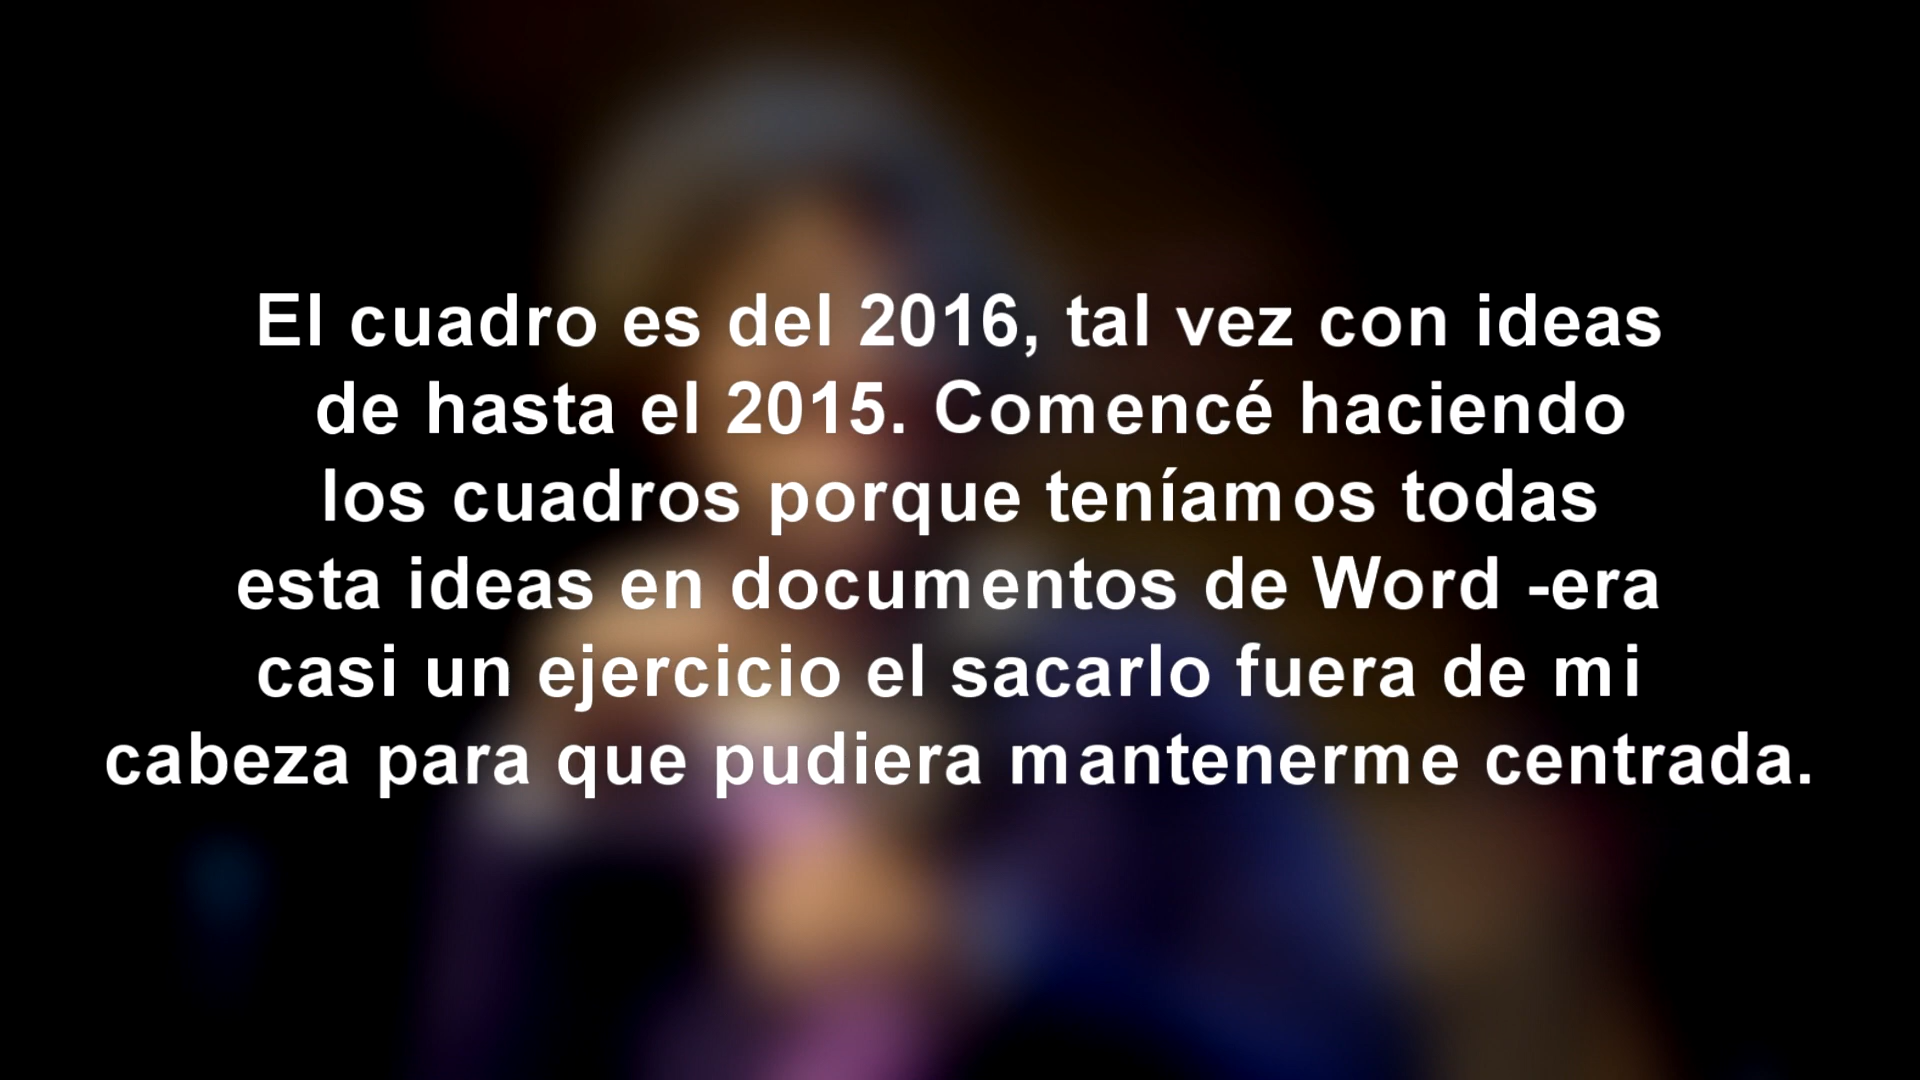 El cuadro es del 2016, tal vez con ideas
de hasta el 2015. Comencé haciendo
los cuadros porque teníamos todas
esta ideas en documentos de Word -era
casi un ejercicio el sacarlo fuera de mi
cabeza para que pudiera mantenerme centrada.